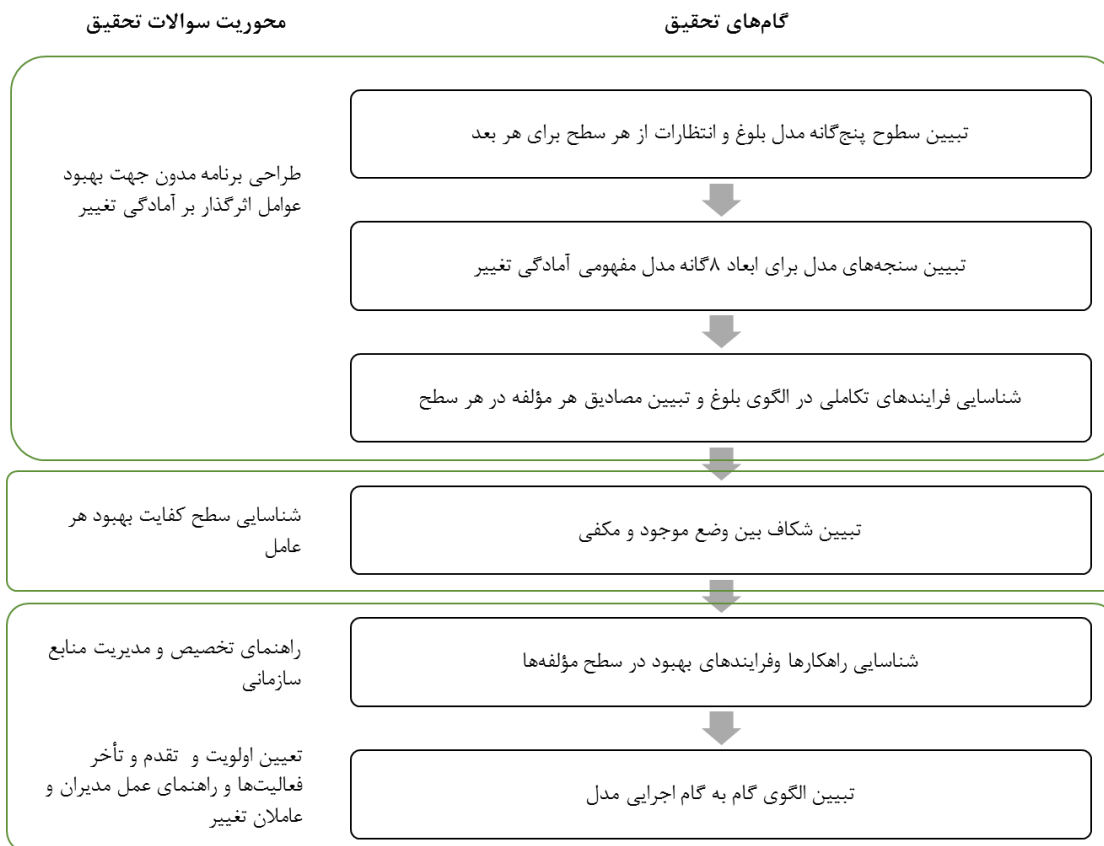 گام‌های تحقیق
محوریت سوالات تحقیق
تبیین سطوح پنج‌گانه مدل بلوغ و انتظارات از هر سطح برای هر بعد
طراحی برنامه مدون جهت بهبود
عوامل اثرگذار بر آمادگی تغییر
تبیین سنجه‌های مدل برای ابعاد ۸گانه مدل مفهومی آمادگی تغییر
شناسایی فرایندهای تکاملی در الگوی بلوغ و تبیین مصادیق هر مؤلفه در هر سطح
تبیین شکاف بین وضع موجود و مکفی
شناسایی سطح کفایت بهبود هر
عامل
شناسایی راهکارها وفرایندهای بهبود در سطح مؤلفه‌ها
راهنمای تخصیص و مدیریت منابع
سازمانی
تبیین الگوی گام به گام اجرایی مدل
تعیین اولویت و تقدم و تأخر
فعالیت‌ها و راهنمای عمل مدیران و
عاملان تغییر